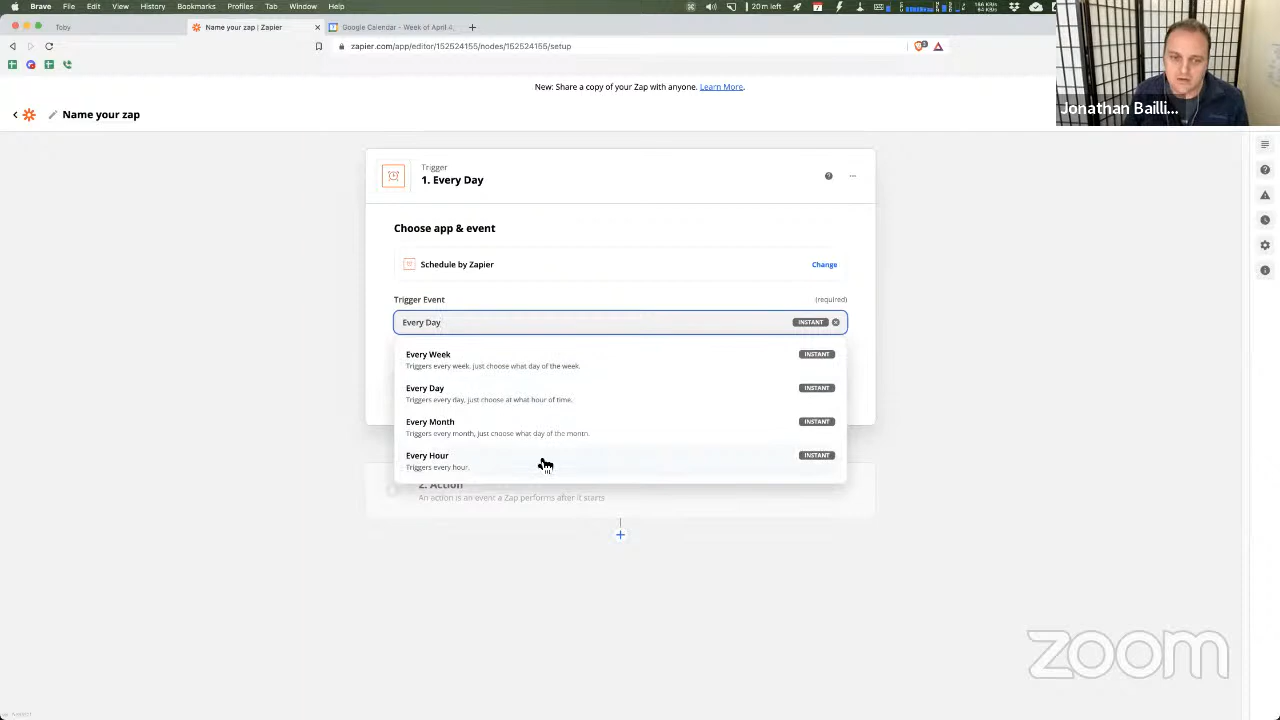 Brave File Edit View History Bookmarks Profiles Tab Window Help
20m left
Toby
Name your zap | Zapier
Google Calendar - Week of April 4,
zapier.com/app/editor/152524155/nodes/152524155/setup
New: Share a copy of your Zap with anyone. Learn More.
Name your zap
Jonathan Bailli...
Trigger
1. Every Day
Choose app & event
Schedule by Zapier
Change
Trigger Event
(required)
Every Day
INSTANT
Every Week
INSTANT
Triggers every week, just choose what day of the week.
Every Day
INSTANT
Triggers every day, just choose at what hour of time.
Every Month
INSTANT
Triggers every month, just choose what day of the month.
Every Hour
INSTANT
Triggers every hour.
2. Action
An action is an event a Zap performs after it starts
zoom